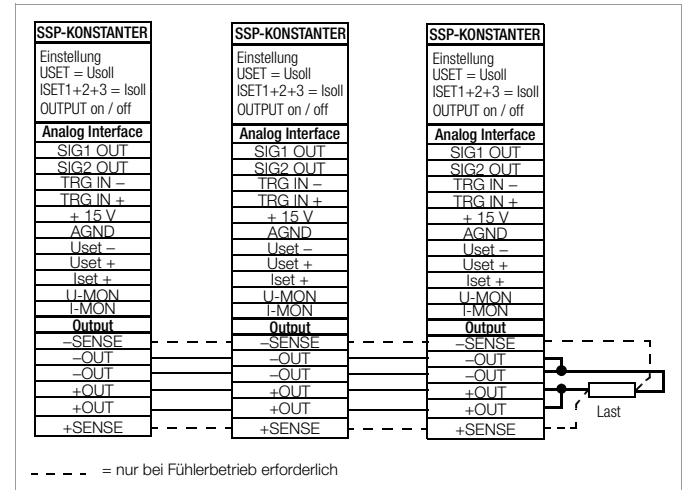 SSP-KONSTANTER
Einstellung
USET = Usoll
ISET1+2+3 = Isoll
OUTPUT on / off
Analog Interface
SIG1 OUT
SIG2 OUT
TRG IN –
TRG IN +
+ 15 V
AGND
Uset –
Uset +
Iset +
U-MON
I-MON
Output
–SENSE
–OUT
–OUT
+OUT
+OUT
+SENSE
SSP-KONSTANTER
Einstellung
USET = Usoll
ISET1+2+3 = Isoll
OUTPUT on / off
Analog Interface
SIG1 OUT
SIG2 OUT
TRG IN –
TRG IN +
+ 15 V
AGND
Uset –
Uset +
Iset +
U-MON
I-MON
Output
–SENSE
–OUT
–OUT
+OUT
+OUT
+SENSE
SSP-KONSTANTER
Einstellung
USET = Usoll
ISET1+2+3 = Isoll
OUTPUT on / off
Analog Interface
SIG1 OUT
SIG2 OUT
TRG IN –
TRG IN +
+ 15 V
AGND
Uset –
Uset +
Iset +
U-MON
I-MON
Output
–SENSE
–OUT
–OUT
+OUT
+OUT
+SENSE
Last
= nur bei Fühlerbetrieb erforderlich